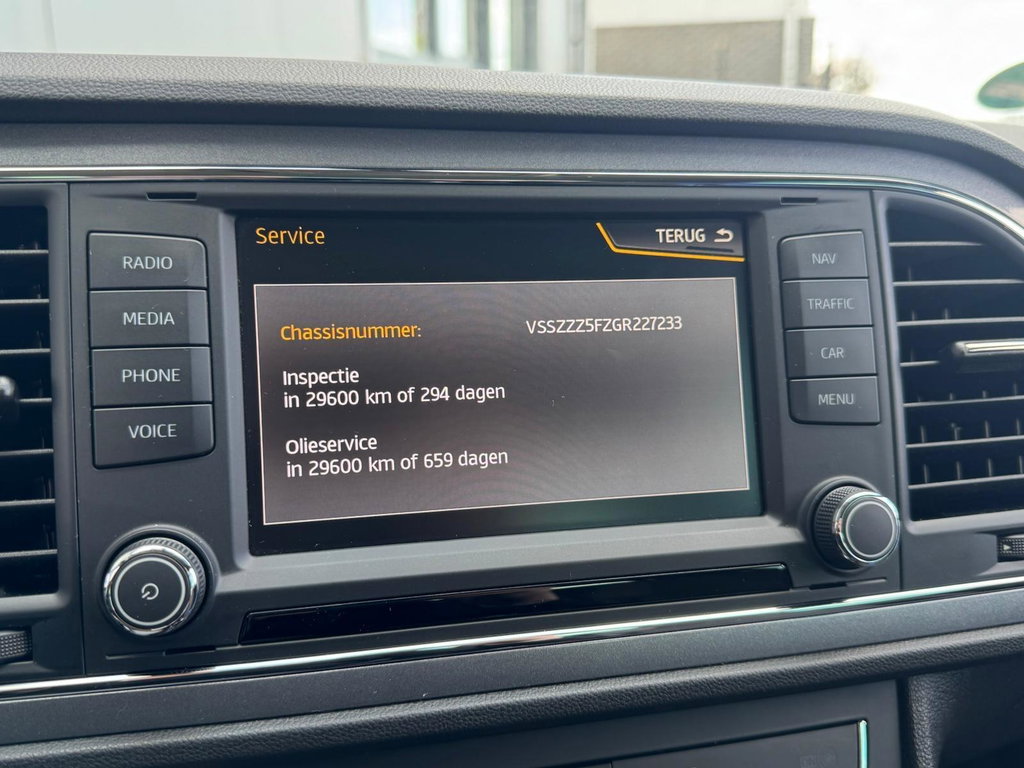 Service
TERUG
RADIO
MEDIA
PHONE
VOICE
Chassisnummer: VSSZZZ5FZGR227233
Inspectie
in 29600 km of 294 dagen
Olieservice
in 29600 km of 659 dagen
NAV
TRAFFIC
CAR
MENU